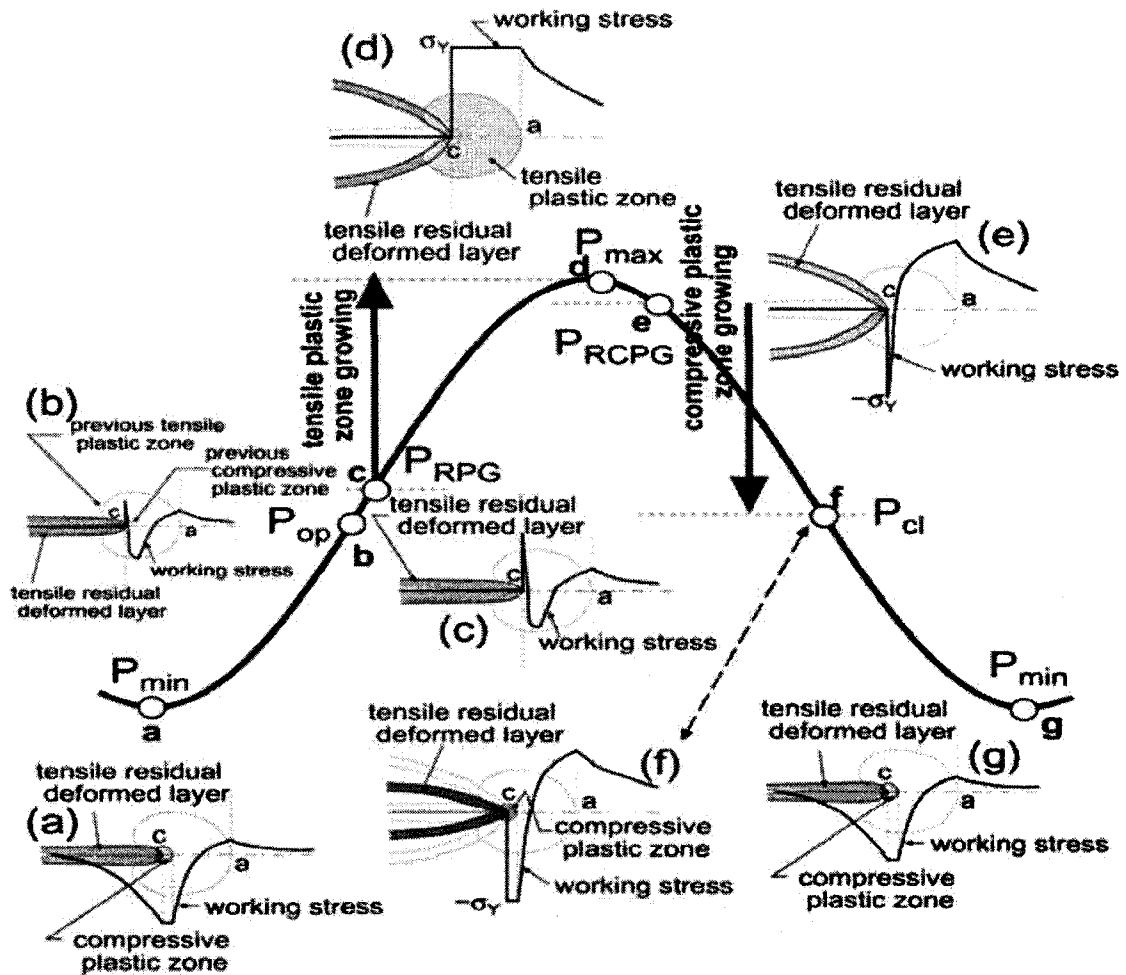 working stress
(d)
σY
a
c
tensile
plastic zone
tensile residual
deformed layer
tensile plastic
zone growing
Pmax
d
e
PRCPG
compressive plastic
zone growing
tensile residual
deformed layer
(e)
c
a
working stress
-σY
(b)
previous tensile
plastic zone
previous
compressive
plastic zone
c
a
working stress
tensile residual
deformed layer
c
PRPG
Pop
b
tensile residual
deformed layer
c
a
(c)
working stress
f
Pcl
Pmin
a
Pmin
g
tensile residual
deformed layer
(a)
c
a
working stress
compressive
plastic zone
tensile residual
deformed layer
(f)
c
a
compressive
plastic zone
working stress
-σY
tensile residual
deformed layer
(g)
c
a
working stress
compressive
plastic zone